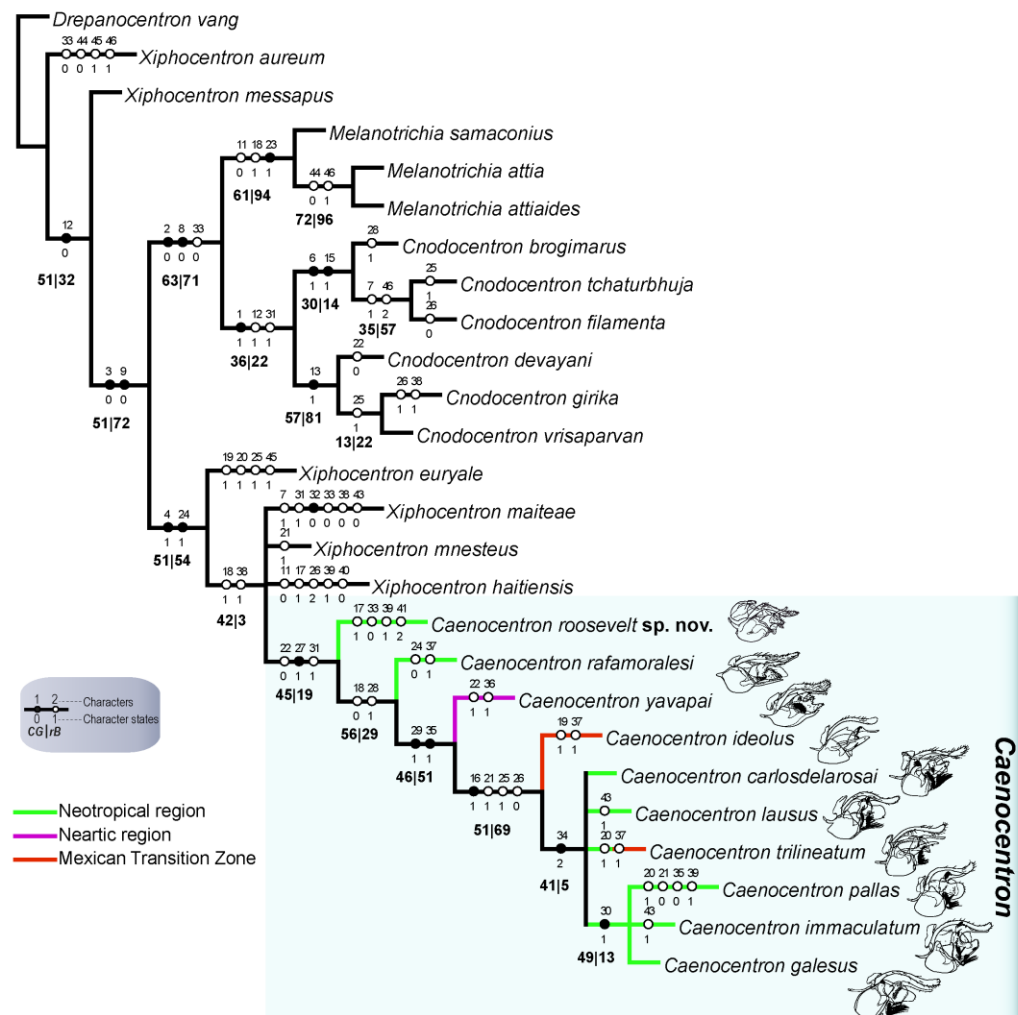 Drepanocentron vang
33 44 45 46
0 0 1 1
Xiphocentron aureum
Xiphocentron messapus
Melanotrichia samaconius
11 18 23
0 1 1
61|94
Melanotrichia attia
44 46
0 1
72|96
Melanotrichia attiaides
12
0
51|32
2 8 33
0 0 0
63|71
Cnodocentron brogimarus
28
1
6 15
1 1
30|14
Cnodocentron tchaturbhuja
25
1
7 46
1 2
35|57
Cnodocentron filamenta
26
0
1 12 31
1 1 1
36|22
Cnodocentron devayani
22
0
13
1
57|81
Cnodocentron girika
26 38
1 1
25
1
13|22
Cnodocentron vrisaparvan
3 9
0 0
51|72
19 20 25 45
1 1 1 1
Xiphocentron euryale
4 24
1 1
51|54
7 31 32 33 38 43
1 1 0 0 0 0
Xiphocentron maiteae
21
1
Xiphocentron mnesteus
18 38
1 1
42|3
11 17 26 39 40
0 1 2 1 0
Xiphocentron haitiensis
17 33 39 41
1 0 1 2
Caenocentron roosevelt sp. nov.
22 27 31
0 1 1
45|19
24 37
0 1
Caenocentron rafamoralesi
18 28
0 1
56|29
22 36
1 1
Caenocentron yavapai
29 35
1 1
46|51
19 37
1 1
Caenocentron ideolus
16 21 25 26
1 1 1 0
51|69
Caenocentron carlosdelarosai
43
1
Caenocentron lausus
34
2
41|5
20 37
1 1
Caenocentron trilineatum
20 21 35 39
1 0 0 1
Caenocentron pallas
30
1
49|13
43
1
Caenocentron immaculatum
Caenocentron galesus
Caenocentron
1 2 Characters
0 1 Character states
CG|rB
Neotropical region
Neartic region
Mexican Transition Zone